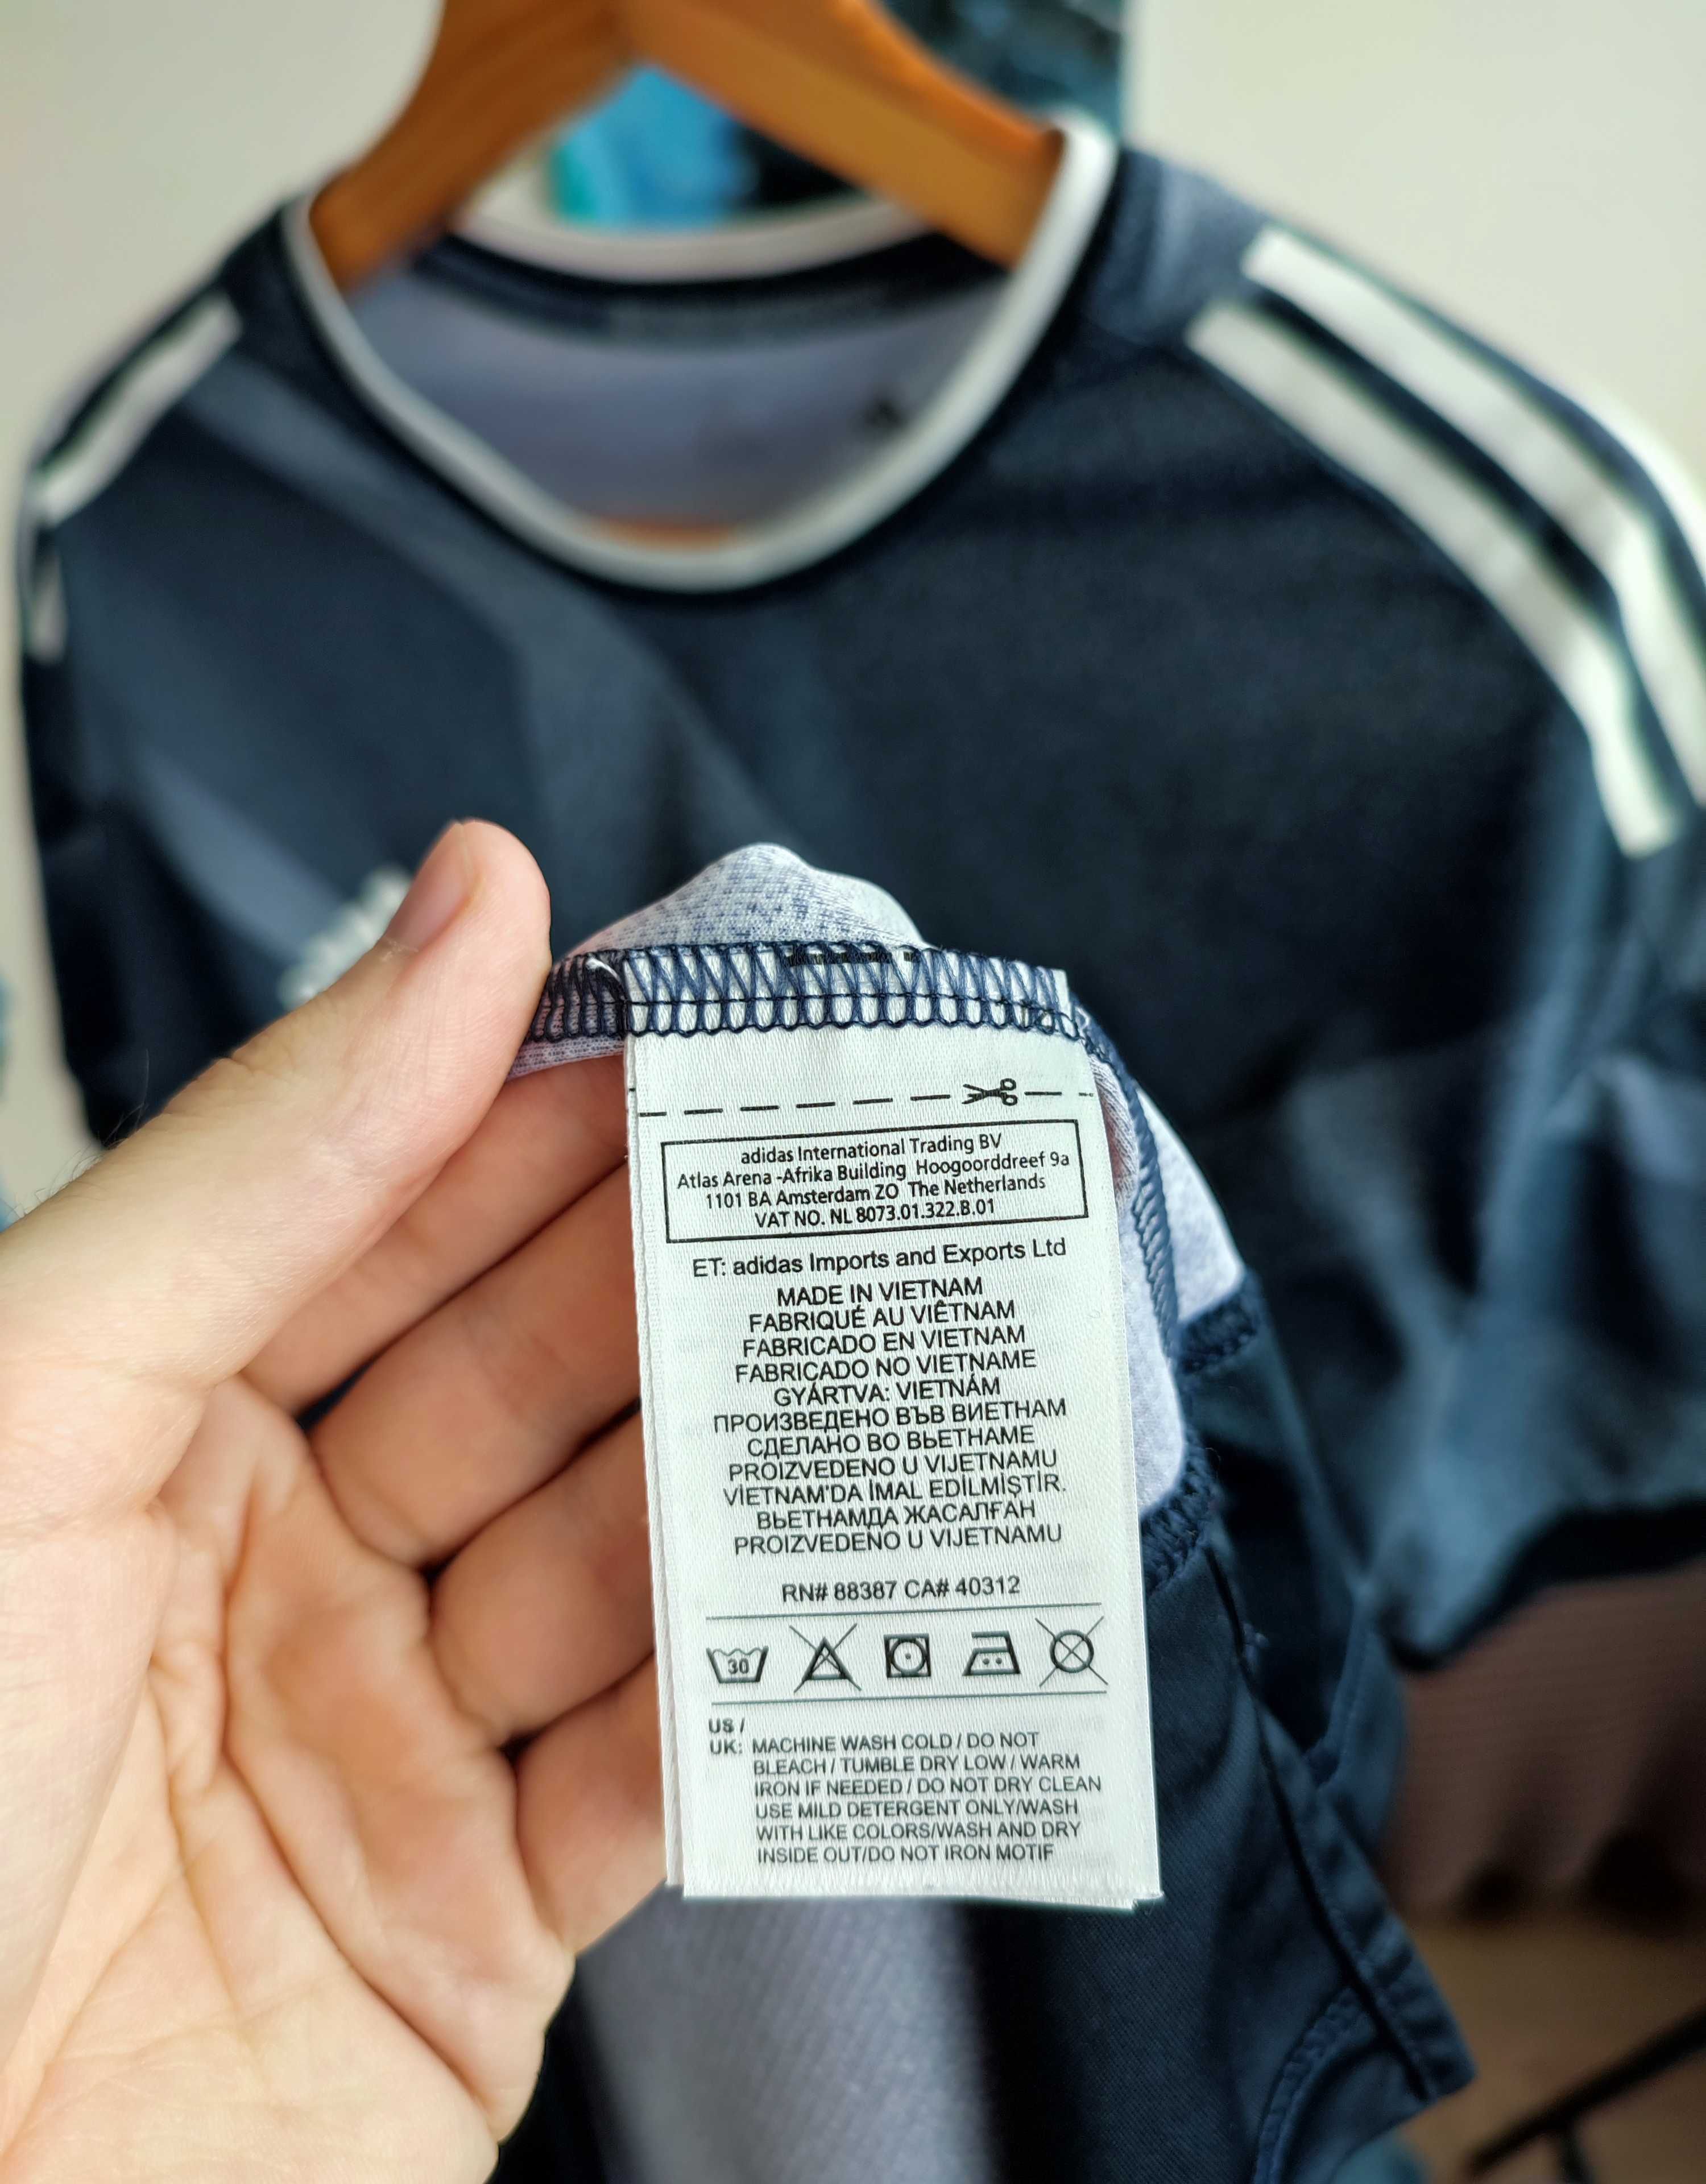 adidas International Trading BV
Atlas Arena -Afrika Building Hoogoorddreef 9a
1101 BA Amsterdam ZO The Netherlands
VAT NO. NL 8073.01.322.B.01
ET: adidas Imports and Exports Ltd
MADE IN VIETNAM
FABRIQUÉ AU VIÊTNAM
FABRICADO EN VIETNAM
FABRICADO NO VIETNAME
GYÁRTVA: VIETNÁM
ПРОИЗВЕДЕНО ВЪВ ВИЕТНАМ
СДЕЛАНО ВО ВЬЕТНАМЕ
PROIZVEDENO U VIJETNAMU
VİETNAM'DA İMAL EDİLMİŞTİR.
ВЬЕТНАМДА ЖАСАЛҒАН
PROIZVEDENO U VIJETNAMU
RN# 88387 CA# 40312
30
US /
UK: MACHINE WASH COLD / DO NOT
BLEACH / TUMBLE DRY LOW / WARM
IRON IF NEEDED / DO NOT DRY CLEAN
USE MILD DETERGENT ONLY/WASH
WITH LIKE COLORS/WASH AND DRY
INSIDE OUT/DO NOT IRON MOTIF